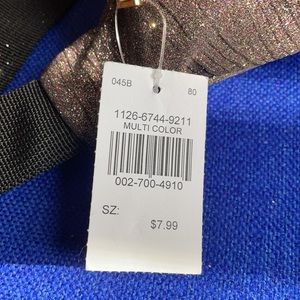 045B 80
1126-6744-9211
MULTI COLOR
002-700-4910
SZ:
$7.99